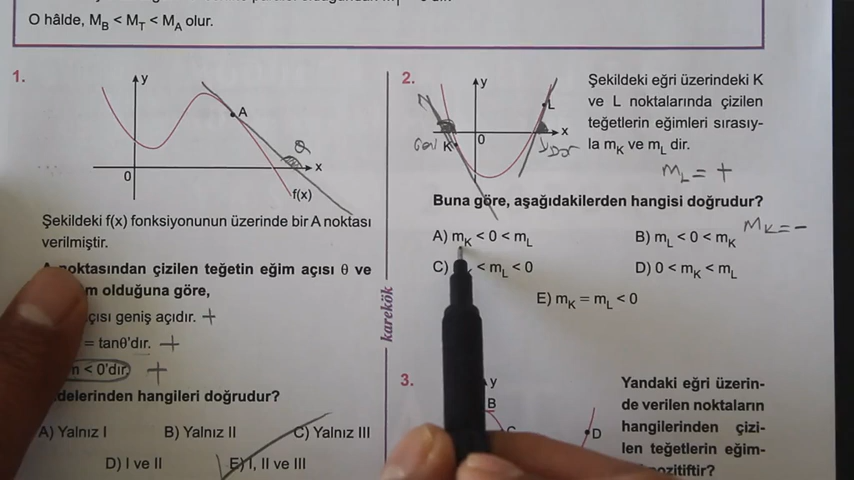 O hâlde, M_B < M_T < M_A olur.
1.
y
A
θ
x
0
f(x)
Şekildeki f(x) fonksiyonunun üzerinde bir A noktası
verilmiştir.
noktasından çizilen teğetin eğim açısı θ ve
m olduğuna göre,
açısı geniş açıdır. +
= tanθ'dır. +
< 0'dır. +
delerinden hangileri doğrudur?
A) Yalnız I B) Yalnız II C) Yalnız III
D) I ve II E) I, II ve III
karekök
2.
y
L
x
0
K
Dar
Şekildeki eğri üzerindeki K
ve L noktalarında çizilen
teğetlerin eğimleri sırasıy-
la m_K ve m_L dir.
m_L = +
Buna göre, aşağıdakilerden hangisi doğrudur?
m_K = -
A) m_K < 0 < m_L B) m_L < 0 < m_K
C) < m_L < 0 D) 0 < m_K < m_L
E) m_K = m_L < 0
3.
y
B
C
D
Yandaki eğri üzerin-
de verilen noktaların
hangilerinden çizi-
len teğetlerin eğim-
pozitiftir?